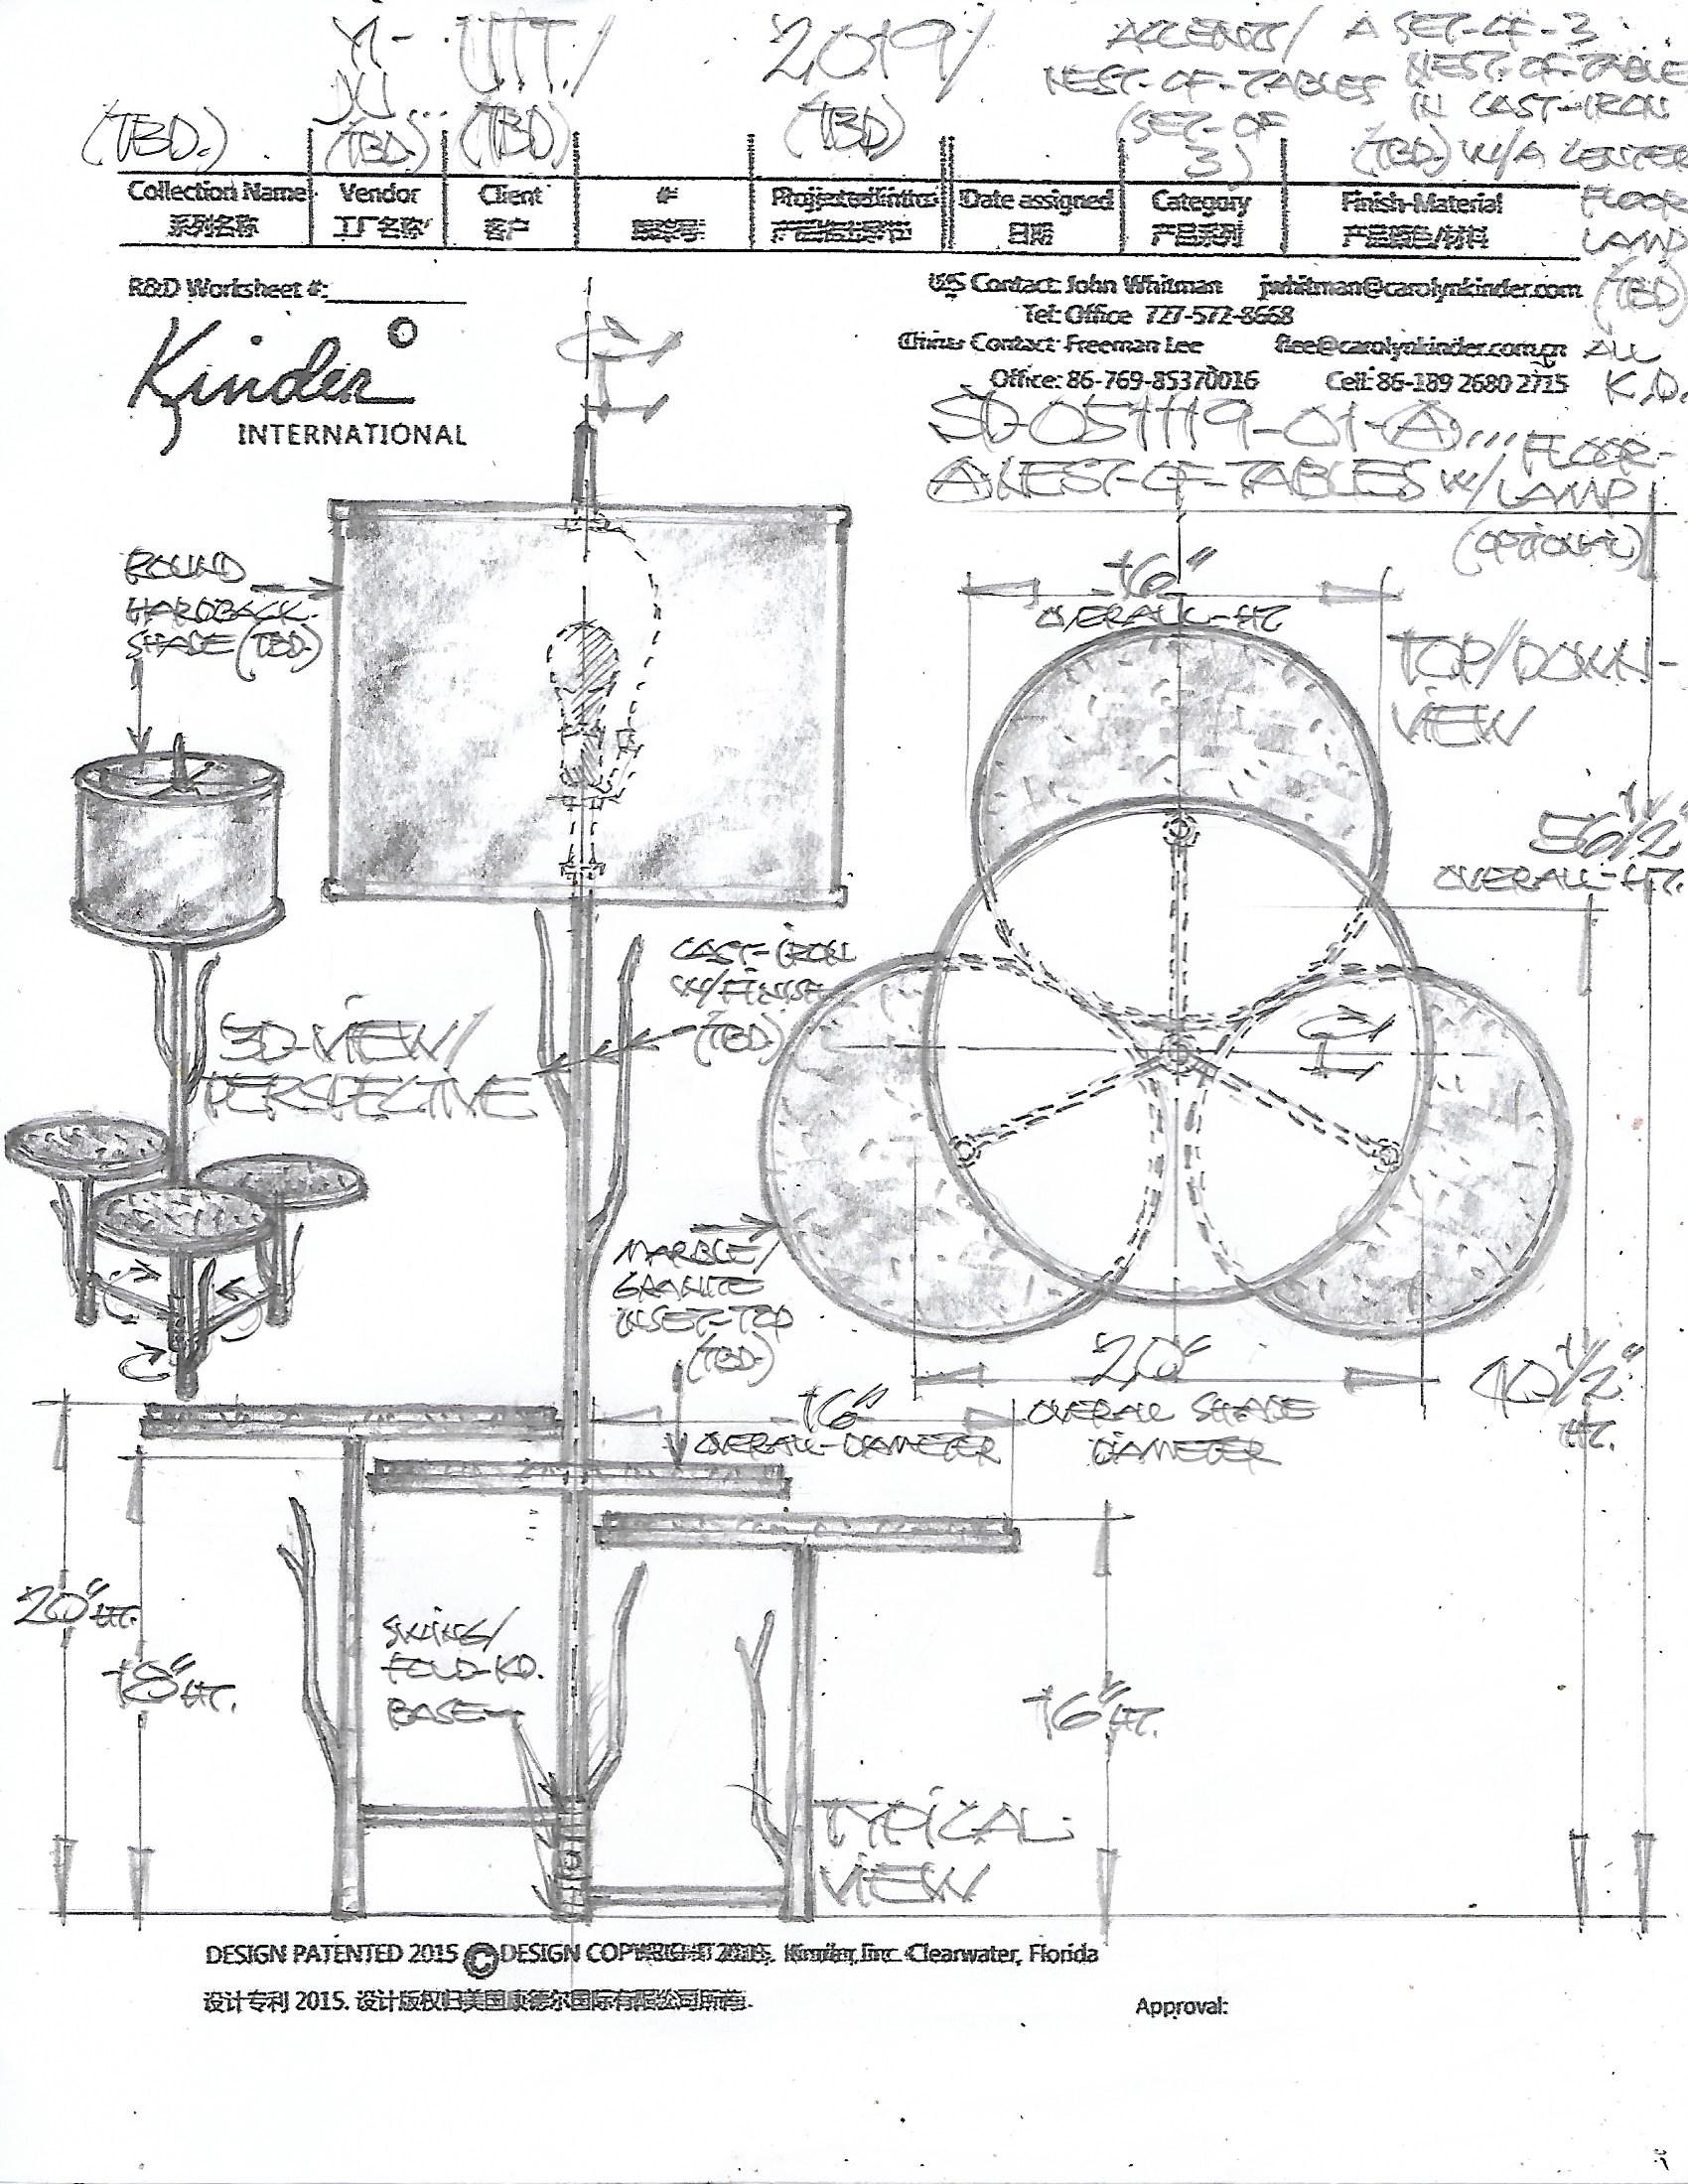 YI- UTT./ 2019/ ACCENTS/ A SET-OF-3
JU... NEST-OF-TABLES NEST-OF-TABLE
(TBD.) (TBD.) (TBD) (TBD) (SET-OF 3) IN CAST-IRON
(TBD.) W/A CENTER
FLOOR
LAMP
(TBD)
ALL
K.D.
Collection Name Vendor Client # Date assigned Category Finish-Material
系列名称 工厂名称 客户 日期 产品系列 产品颜色/材料
R&D Worksheet #:
US Contact: John Whitman jwhitman@carolynkinder.com
Tel: Office 727-572-8668
China Contact: Freeman Lee flee@carolynkinder.com.cn
Office: 86-769-85370016 Cell: 86-189 2680 2715
Kinder
INTERNATIONAL
SD-051119-01-A... FLOOR-
A NEST-OF-TABLES W/ LAMP
(OPTIONAL)
ROUND
HARDBACK
SHADE (TBD.)
16"
OVERALL-HT
TOP/DOWN-
VIEW
56 1/2"
OVERALL-HT.
CAST-IRON
W/FINISH
(TBD.)
3D-VIEW/
PERSPECTIVE
MARBLE/
GRANITE
INSET-TOP
(TBD.)
20"
OVERALL SHADE
DIAMETER
40 1/2"
HT.
16"
OVERALL-DIAMETER
20" HT.
18" HT.
SWING/
FOLD-KD.
BASE
16" HT.
TYPICAL
VIEW
DESIGN PATENTED 2015 © DESIGN COPYRIGHT 2015. Kinder, Inc. Clearwater, Florida
设计专利 2015. 设计版权归美国康德尔国际有限公司所有.
Approval: